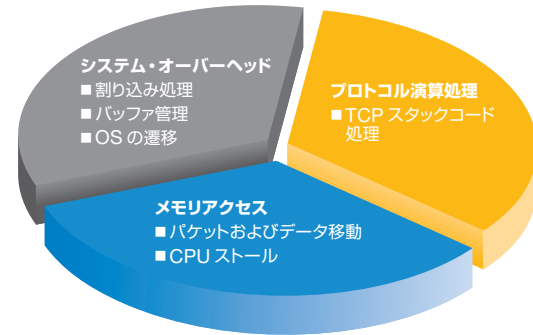 システム・オーバーヘッド
■ 割り込み処理
■ バッファ管理
■ OS の遷移
プロトコル演算処理
■ TCP スタックコード
処理
メモリアクセス
■ パケットおよびデータ移動
■ CPU ストール